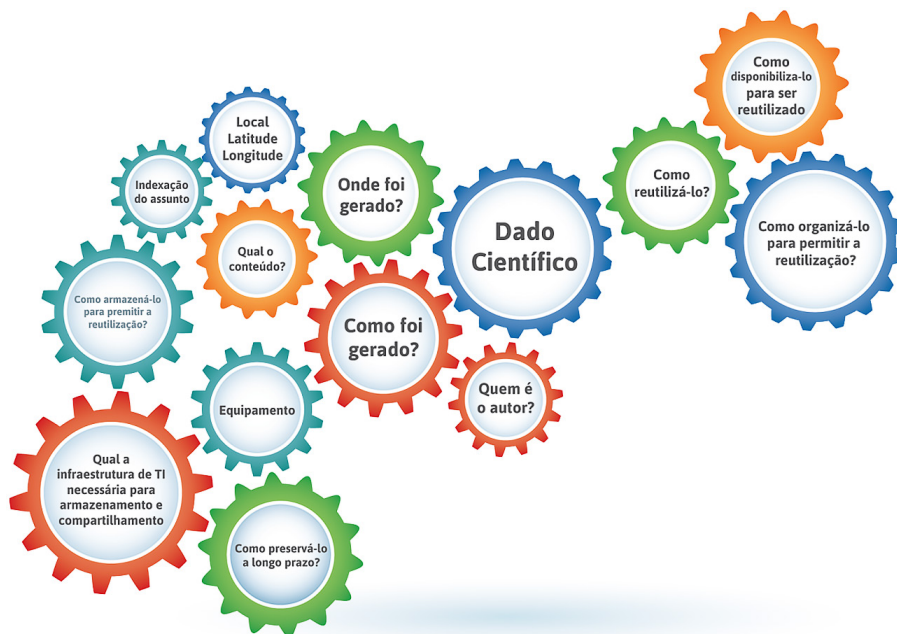 Como
disponibiliza-lo
para ser
reutilizado
Local
Latitude
Longitude
Indexação
do assunto
Onde foi
gerado?
Como
reutilizá-lo?
Dado
Científico
Qual o
conteúdo?
Como organizá-lo
para permitir a
reutilização?
Como armazená-lo
para premitir a
reutilização?
Como foi
gerado?
Quem é
o autor?
Equipamento
Qual a
infraestrutura de TI
necessária para
armazenamento e
compartilhamento
Como preservá-lo
a longo prazo?